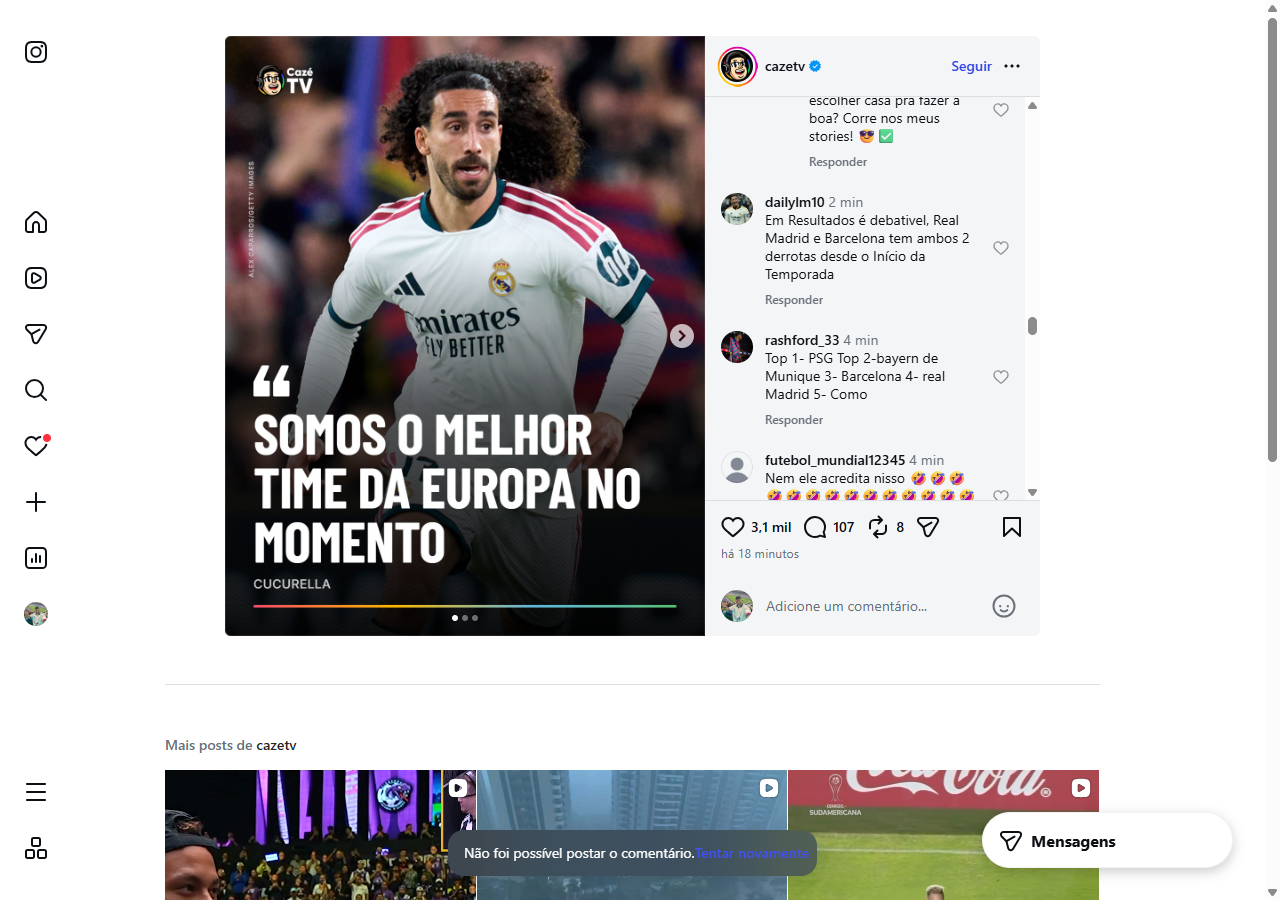 Cazé
TV
ALEX CAPARROS/GETTY IMAGES
hp
Emirates
FLY BETTER
SOMOS O MELHOR
TIME DA EUROPA NO
MOMENTO
CUCURELLA
cazetv
Seguir
escolher casa pra fazer a
boa? Corre nos meus
stories! 😎 ✅
Responder
dailylm10 2 min
Em Resultados é debativel, Real
Madrid e Barcelona tem ambos 2
derrotas desde o Início da
Temporada
Responder
rashford_33 4 min
Top 1- PSG Top 2-bayern de
Munique 3- Barcelona 4- real
Madrid 5- Como
Responder
futebol_mundial12345 4 min
Nem ele acredita nisso 🤣🤣🤣
🤣🤣🤣🤣🤣🤣🤣🤣🤣🤣🤣
3,1 mil 107 8
há 18 minutos
Adicione um comentário...
Mais posts de cazetv
Coca-Cola®
CONMEBOL
SUDAMERICANA
Não foi possível postar o comentário. Tentar novamente
Mensagens